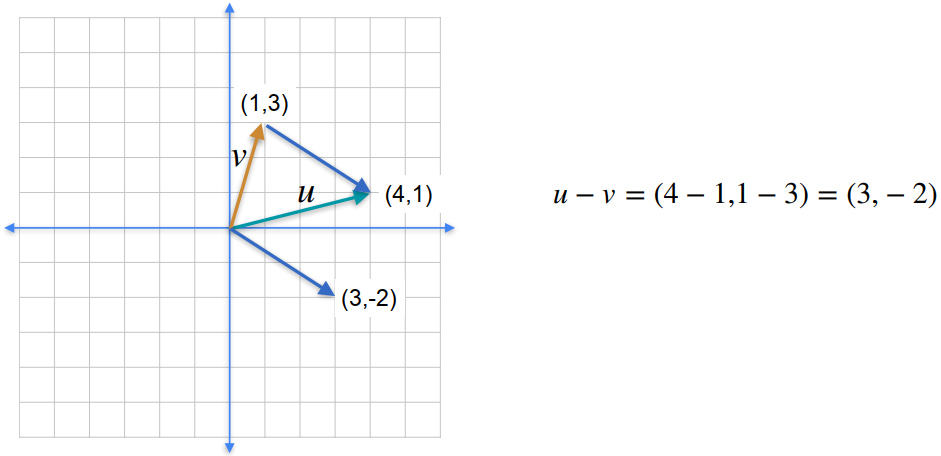 (1,3)
v
u
(4,1)
u − v = (4 − 1,1 − 3) = (3, − 2)
(3,-2)